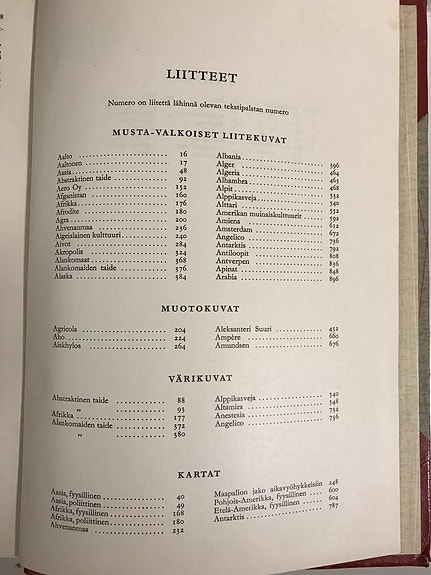 LIITTEET
Numero on liitettä lähinnä olevan tekstipalstan numero
MUSTA-VALKOISET LIITEKUVAT
Aalto 16
Aaltonen 17
Aasia 48
Abstraktinen taide 92
Aero Oy 152
Afganistan 160
Afrikka 176
Afrodite 180
Agra 200
Ahvenanmaa 236
Aigeialainen kulttuuri 240
Aivot 284
Akropolis 324
Alankomaat 368
Alankomaiden taide 376
Alaska 384
Albania 396
Alger 464
Algeria 465
Alhambra 468
Alpit 532
Alppikasveja 540
Alttari 552
Amerikan muinaiskulttuurit 592
Amiens 612
Amsterdam 672
Angelico 736
Antarktis 792
Antiloopit 808
Antverpen 836
Apinat 848
Arabia 896
MUOTOKUVAT
Agricola 204
Aho 224
Aiskhylos 264
Aleksanteri Suuri 432
Ampère 660
Amundsen 676
VÄRIKUVAT
Abstraktinen taide 88
„ 93
Afrikka 177
Alankomaiden taide 372
„ 380
Alppikasveja 540
Altamira 548
Anestesia 732
Angelico 736
KARTAT
Aasia, fyysillinen 40
Aasia, poliittinen 49
Afrikka, fyysillinen 168
Afrikka, poliittinen 180
Ahvenanmaa 232
Maapallon jako aikavyöhykkeisiin 248
Pohjois-Amerikka, fyysillinen 600
Etelä-Amerikka, fyysillinen 604
Antarktis 787